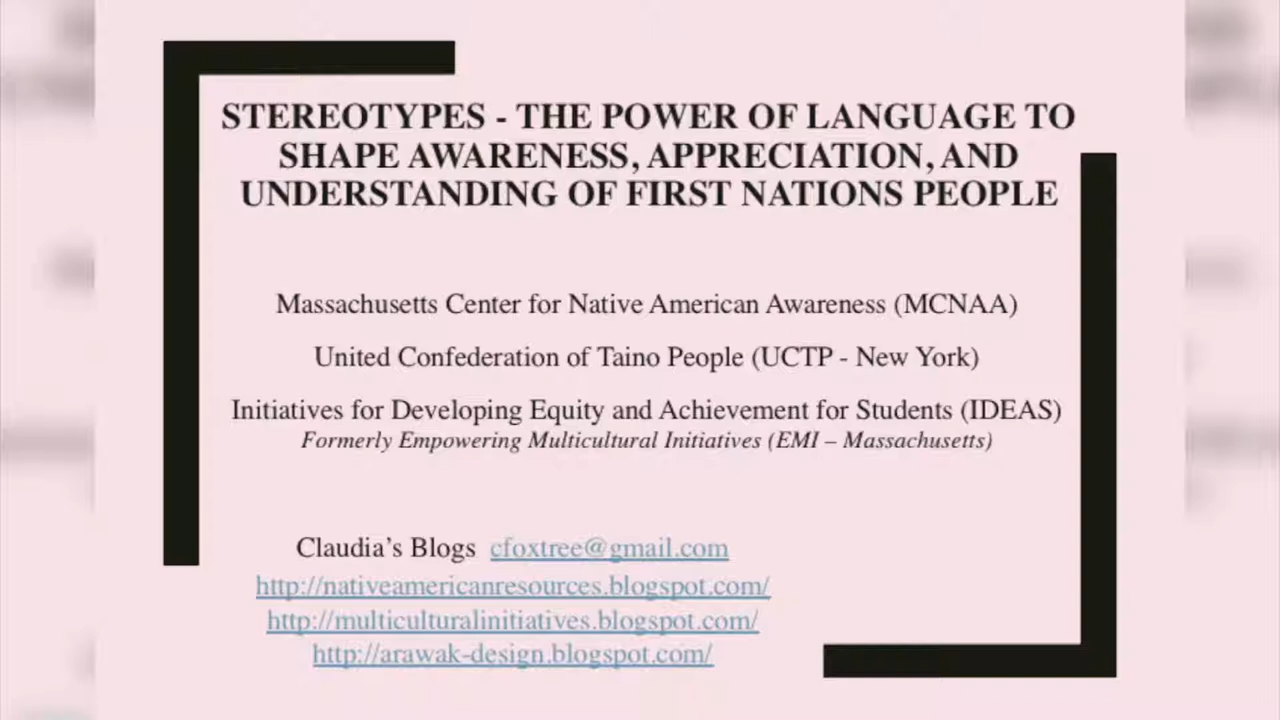 STEREOTYPES - THE POWER OF LANGUAGE TO
SHAPE AWARENESS, APPRECIATION, AND
UNDERSTANDING OF FIRST NATIONS PEOPLE
Massachusetts Center for Native American Awareness (MCNAA)
United Confederation of Taino People (UCTP - New York)
Initiatives for Developing Equity and Achievement for Students (IDEAS)
Formerly Empowering Multicultural Initiatives (EMI – Massachusetts)
Claudia’s Blogs cfoxtree@gmail.com
http://nativeamericanresources.blogspot.com/
http://multiculturalinitiatives.blogspot.com/
http://arawak-design.blogspot.com/